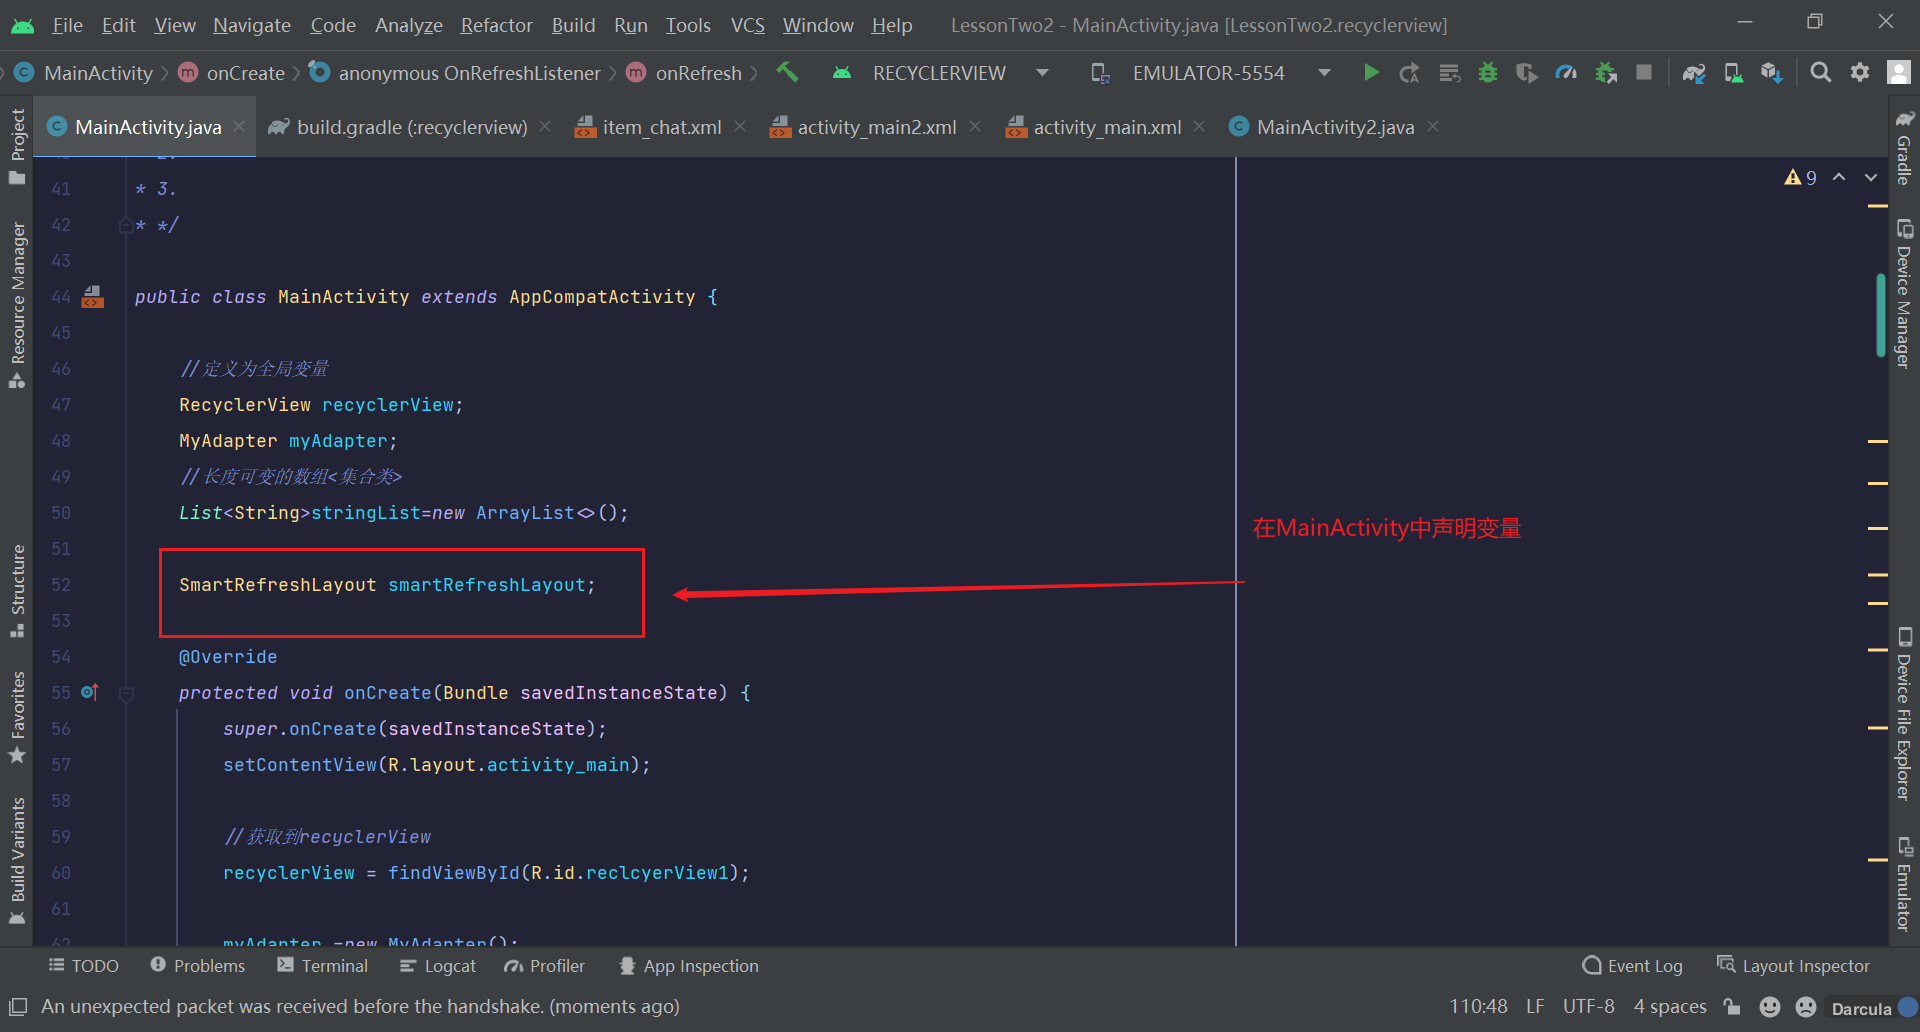 File Edit View Navigate Code Analyze Refactor Build Run Tools VCS Window Help LessonTwo2 - MainActivity.java [LessonTwo2.recyclerview]
MainActivity onCreate anonymous OnRefreshListener onRefresh RECYCLERVIEW EMULATOR-5554
MainActivity.java build.gradle (:recyclerview) item_chat.xml activity_main2.xml activity_main.xml MainActivity2.java
Project
Resource Manager
Structure
Favorites
Build Variants
9
41 * 3.
42 * */
43
44 public class MainActivity extends AppCompatActivity {
45
46 //定义为全局变量
47 RecyclerView recyclerView;
48 MyAdapter myAdapter;
49 //长度可变的数组<集合类>
50 List<String>stringList=new ArrayList<>();
51
在MainActivity中声明变量
52 SmartRefreshLayout smartRefreshLayout;
53
54 @Override
55 protected void onCreate(Bundle savedInstanceState) {
56 super.onCreate(savedInstanceState);
57 setContentView(R.layout.activity_main);
58
59 //获取到recyclerView
60 recyclerView = findViewById(R.id.reclcyerView1);
61
62 myAdapter =new MyAdapter();
Gradle
Device Manager
Device File Explorer
Emulator
TODO Problems Terminal Logcat Profiler App Inspection Event Log Layout Inspector
An unexpected packet was received before the handshake. (moments ago) 110:48 LF UTF-8 4 spaces Darcula